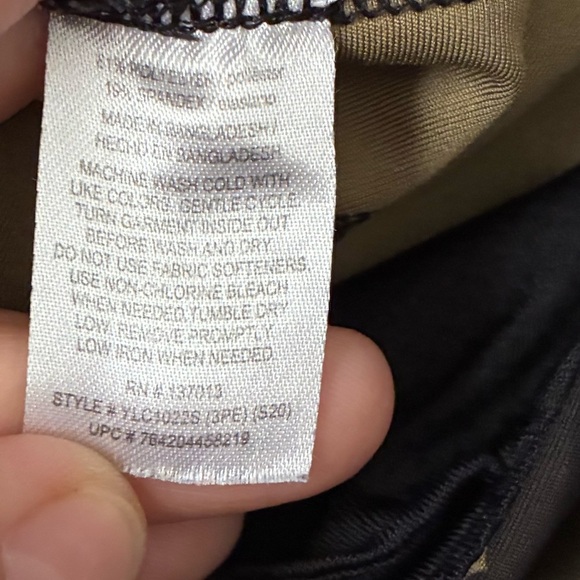 POLYESTER / poliéster
19% SPANDEX / elastano
MADE IN BANGLADESH /
HECHO EN BANGLADESH
MACHINE WASH COLD WITH
LIKE COLORS. GENTLE CYCLE.
TURN GARMENT INSIDE OUT
BEFORE WASH AND DRY.
DO NOT USE FABRIC SOFTENERS.
USE NON-CHLORINE BLEACH
WHEN NEEDED. TUMBLE DRY
LOW. REMOVE PROMPTLY.
LOW IRON WHEN NEEDED.
RN # 137013
STYLE # YLC1022S (3PE) (S20)
UPC # 764204458219